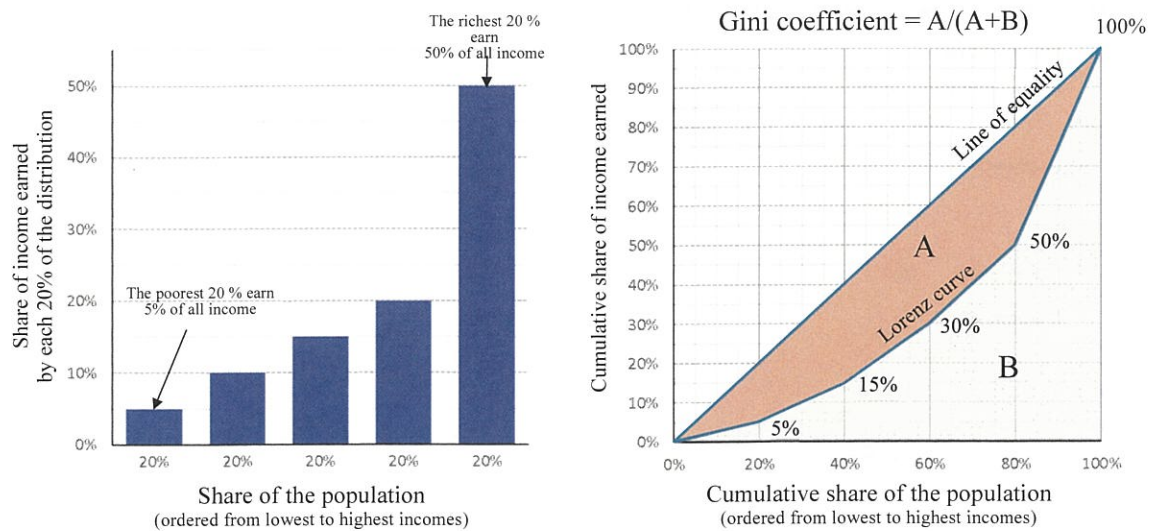 The richest 20 %
earn
50% of all income
50%
40%
30%
20%
10%
0%
Share of income earned
by each 20% of the distribution
The poorest 20 % earn
5% of all income
20%
20%
20%
20%
20%
Share of the population
(ordered from lowest to highest incomes)
Gini coefficient = A/(A+B)
100%
100%
90%
80%
70%
60%
50%
40%
30%
20%
10%
0%
Cumulative share of income earned
Line of equality
A
Lorenz curve
B
50%
30%
15%
5%
0%
20%
40%
60%
80%
100%
Cumulative share of the population
(ordered from lowest to highest incomes)